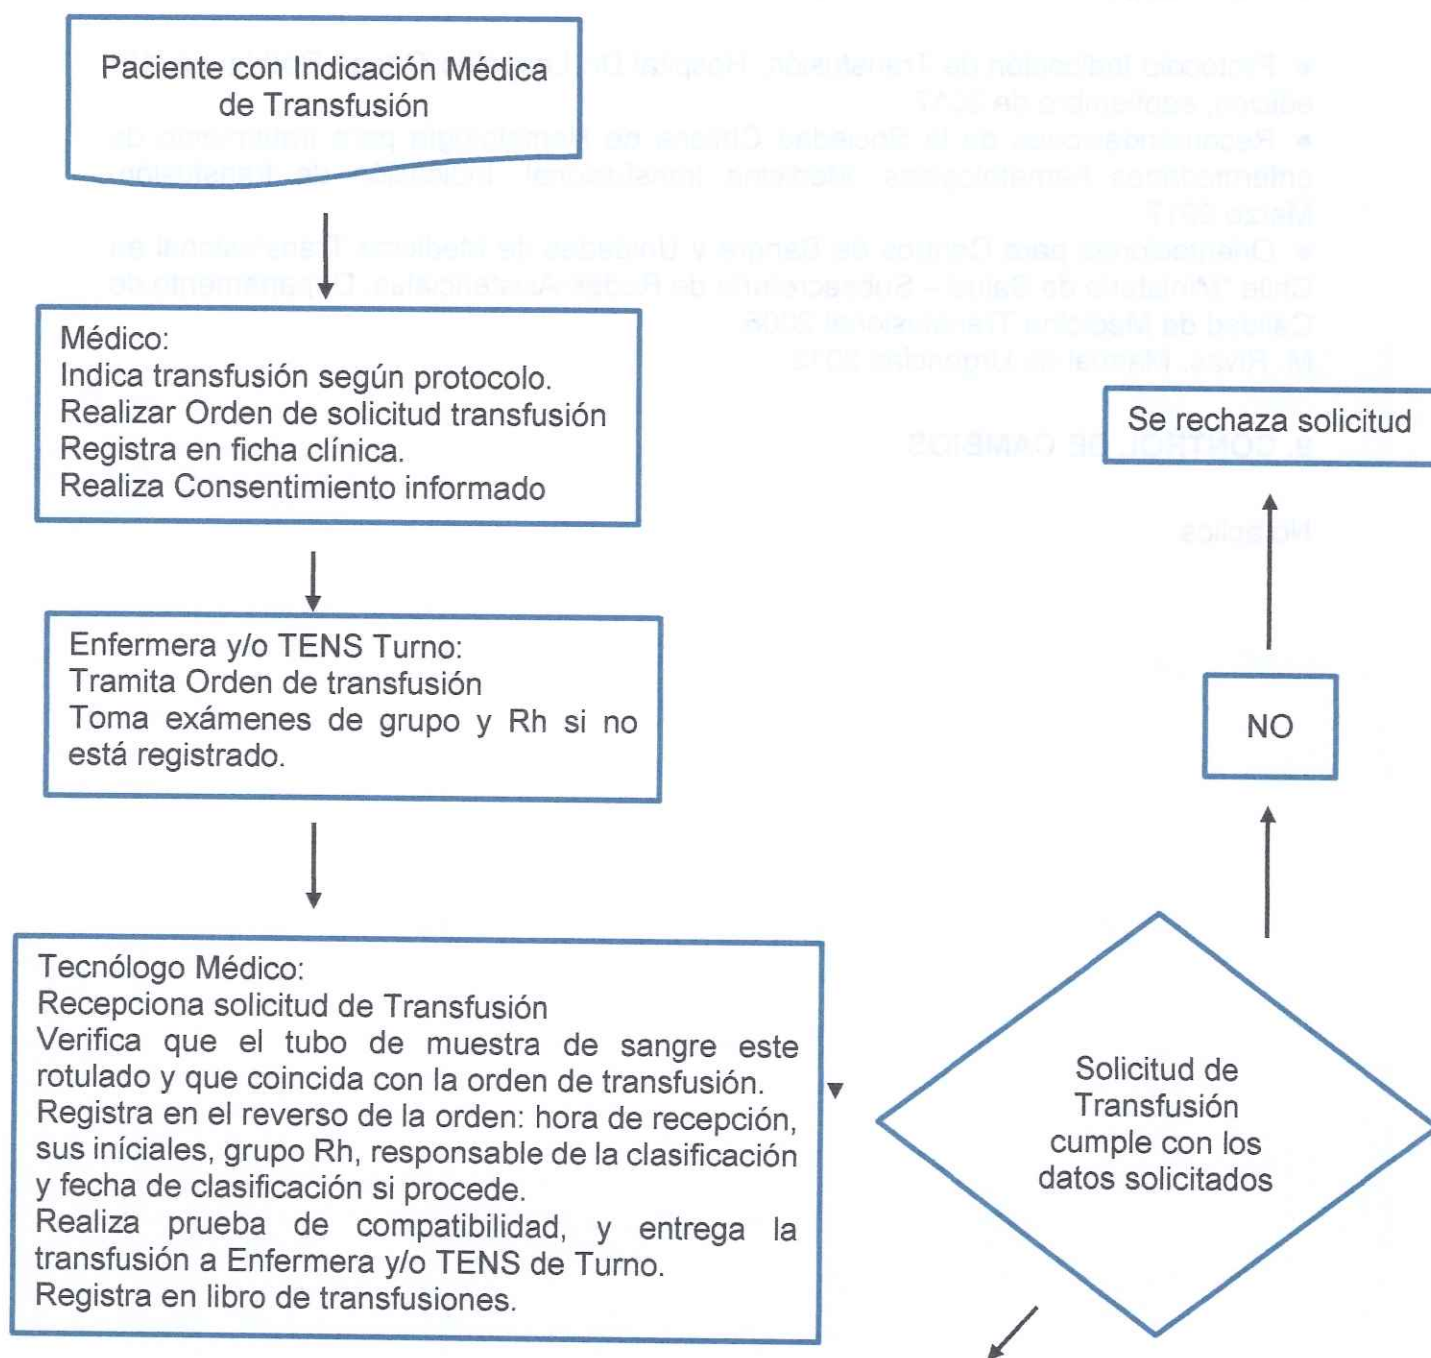 Paciente con Indicación Médica
de Transfusión
Médico:
Indica transfusión según protocolo.
Realizar Orden de solicitud transfusión
Registra en ficha clínica.
Realiza Consentimiento informado
Enfermera y/o TENS Turno:
Tramita Orden de transfusión
Toma exámenes de grupo y Rh si no
está registrado.
Tecnólogo Médico:
Recepciona solicitud de Transfusión
Verifica que el tubo de muestra de sangre este
rotulado y que coincida con la orden de transfusión.
Registra en el reverso de la orden: hora de recepción,
sus iníciales, grupo Rh, responsable de la clasificación
y fecha de clasificación si procede.
Realiza prueba de compatibilidad, y entrega la
transfusión a Enfermera y/o TENS de Turno.
Registra en libro de transfusiones.
Se rechaza solicitud
NO
Solicitud de
Transfusión
cumple con los
datos solicitados